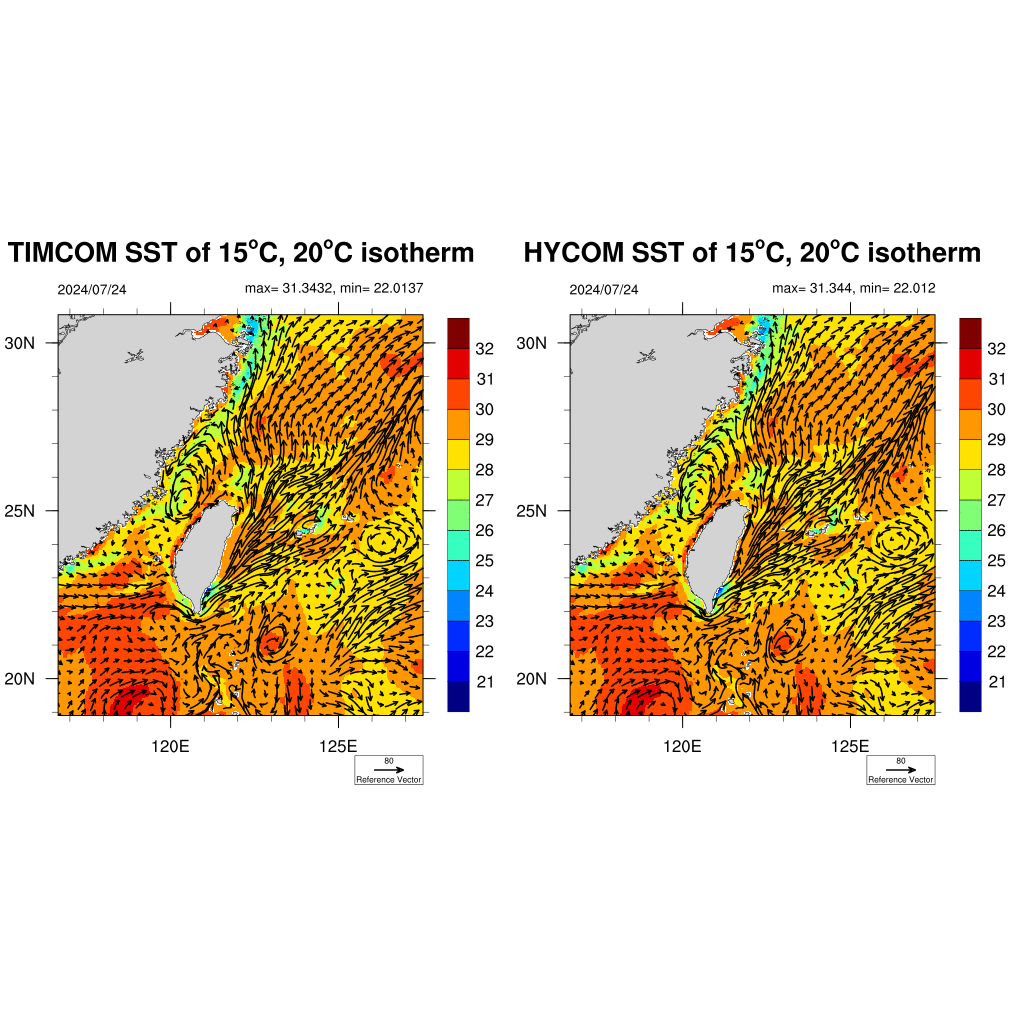 TIMCOM SST of 15°C, 20°C isotherm
2024/07/24
max= 31.3432, min= 22.0137
30N
25N
20N
120E
125E
32
31
30
29
28
27
26
25
24
23
22
21
80
Reference Vector
HYCOM SST of 15°C, 20°C isotherm
2024/07/24
max= 31.344, min= 22.012
30N
25N
20N
120E
125E
32
31
30
29
28
27
26
25
24
23
22
21
80
Reference Vector